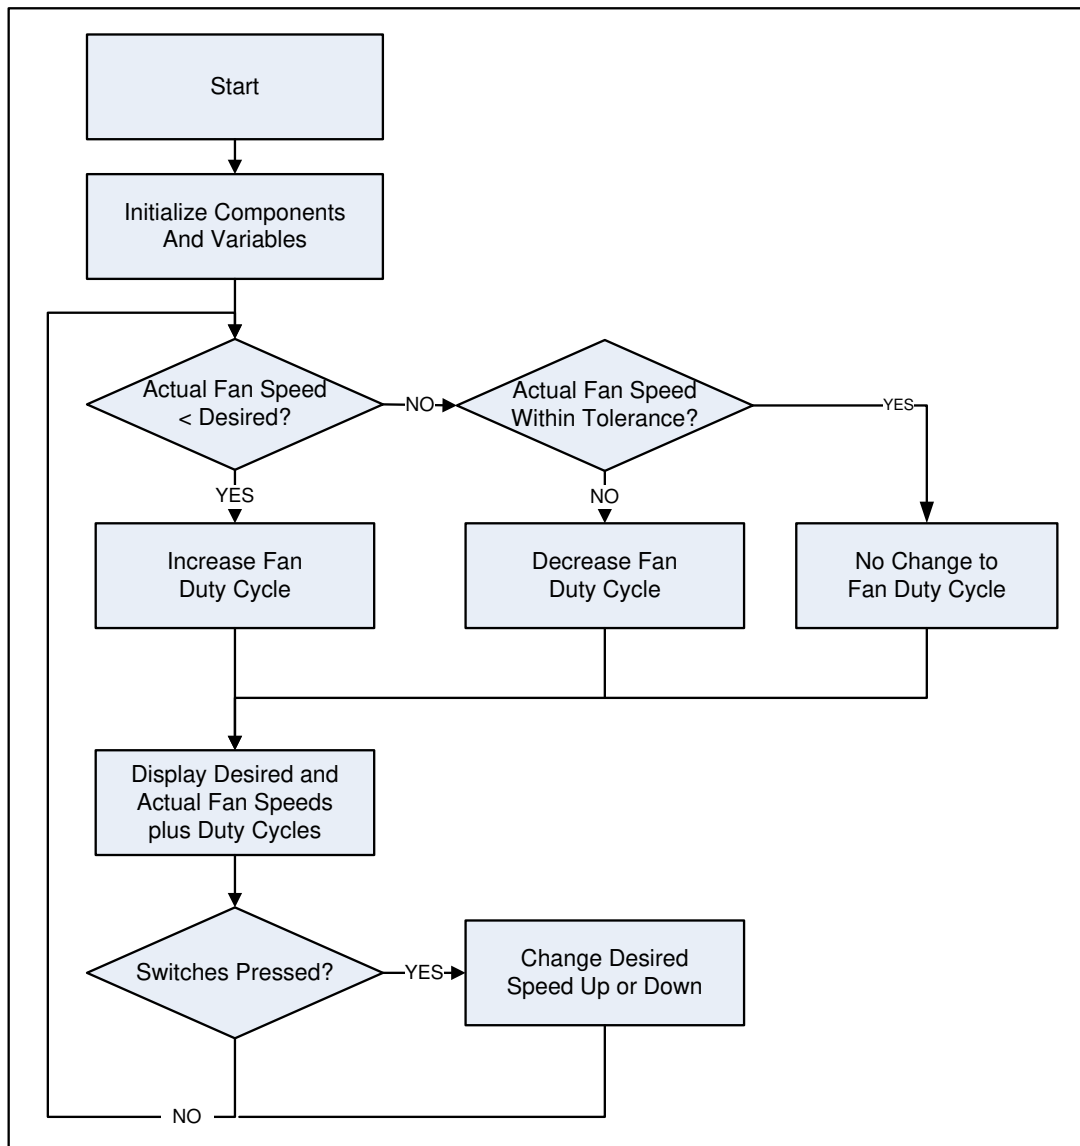 Start
Initialize Components
And Variables
Actual Fan Speed
< Desired?
NO
Actual Fan Speed
Within Tolerance?
YES
YES
NO
Increase Fan
Duty Cycle
Decrease Fan
Duty Cycle
No Change to
Fan Duty Cycle
Display Desired and
Actual Fan Speeds
plus Duty Cycles
Switches Pressed?
YES
Change Desired
Speed Up or Down
NO